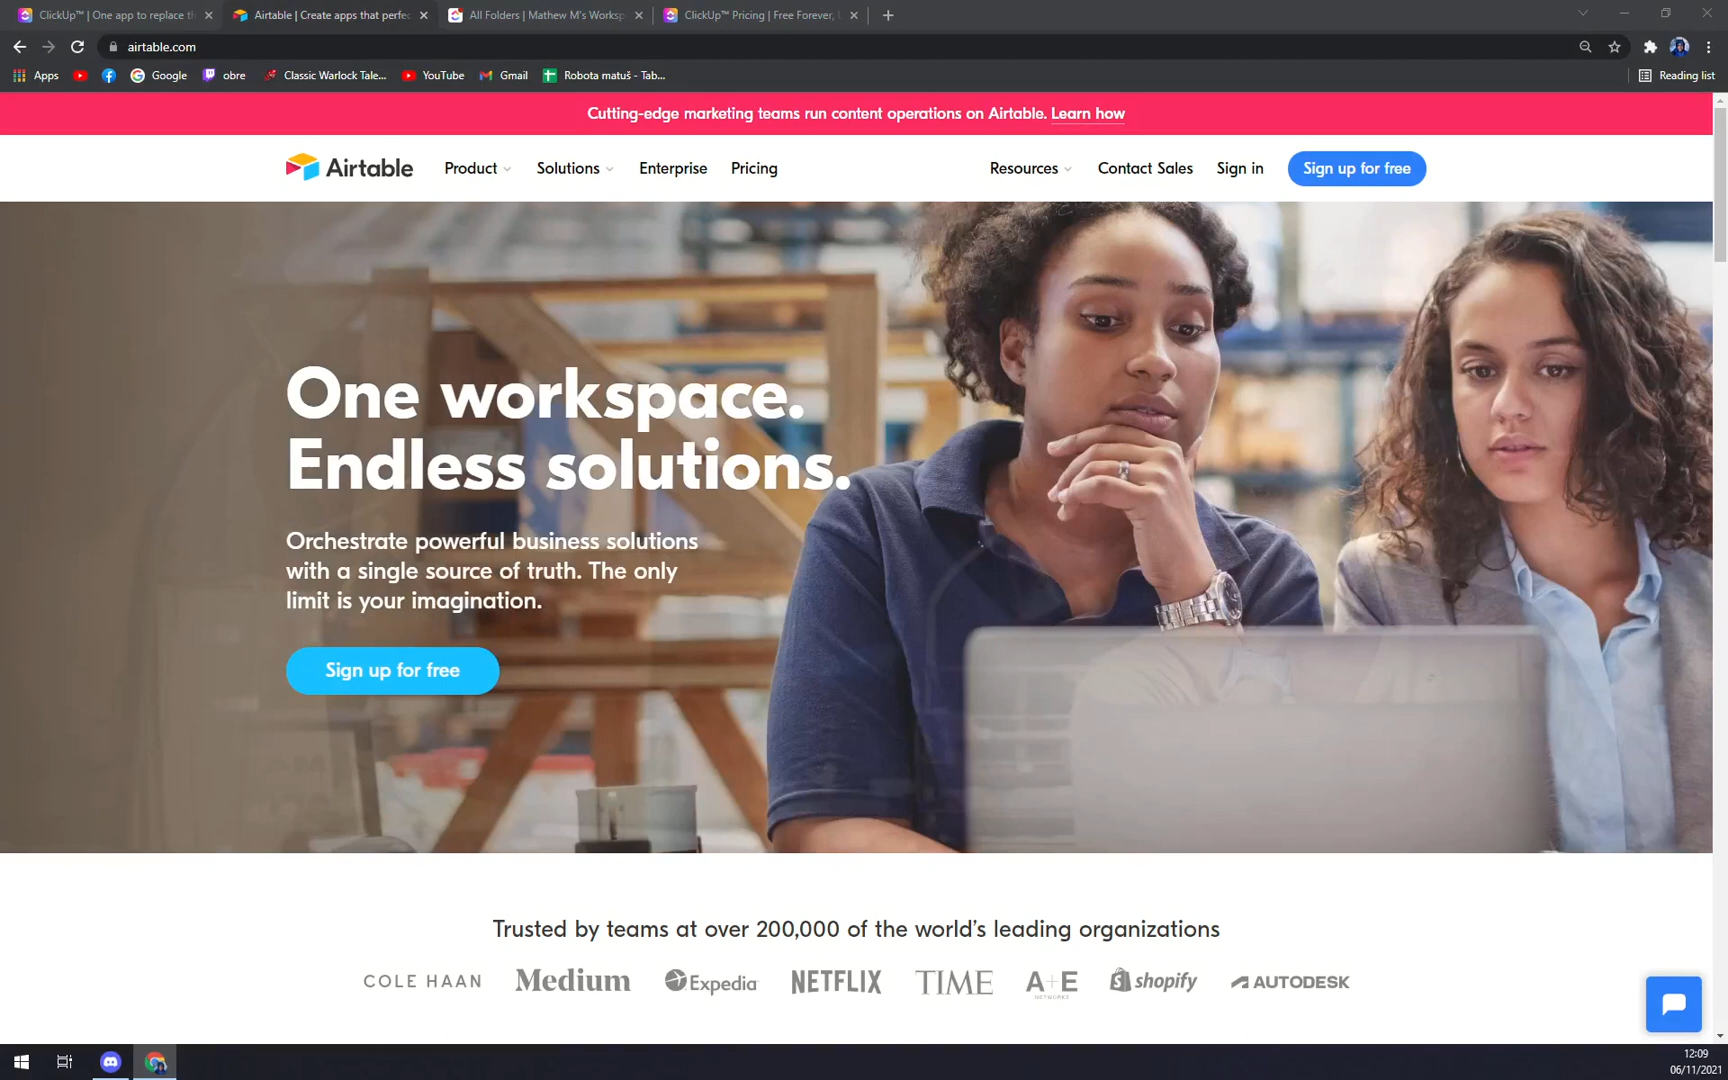 ClickUp™ | One app to replace th
Airtable | Create apps that perfec
All Folders | Mathew M's Worksp
ClickUp™ Pricing | Free Forever,
airtable.com
Apps
Google
obre
Classic Warlock Tale...
YouTube
Gmail
Robota matuš - Tab...
Reading list
Cutting-edge marketing teams run content operations on Airtable. Learn how
Airtable
Product
Solutions
Enterprise
Pricing
Resources
Contact Sales
Sign in
Sign up for free
One workspace.
Endless solutions.
Orchestrate powerful business solutions
with a single source of truth. The only
limit is your imagination.
Sign up for free
Trusted by teams at over 200,000 of the world's leading organizations
COLE HAAN
Medium
Expedia
NETFLIX
TIME
A+E
NETWORKS
shopify
AUTODESK
12:09
06/11/2021